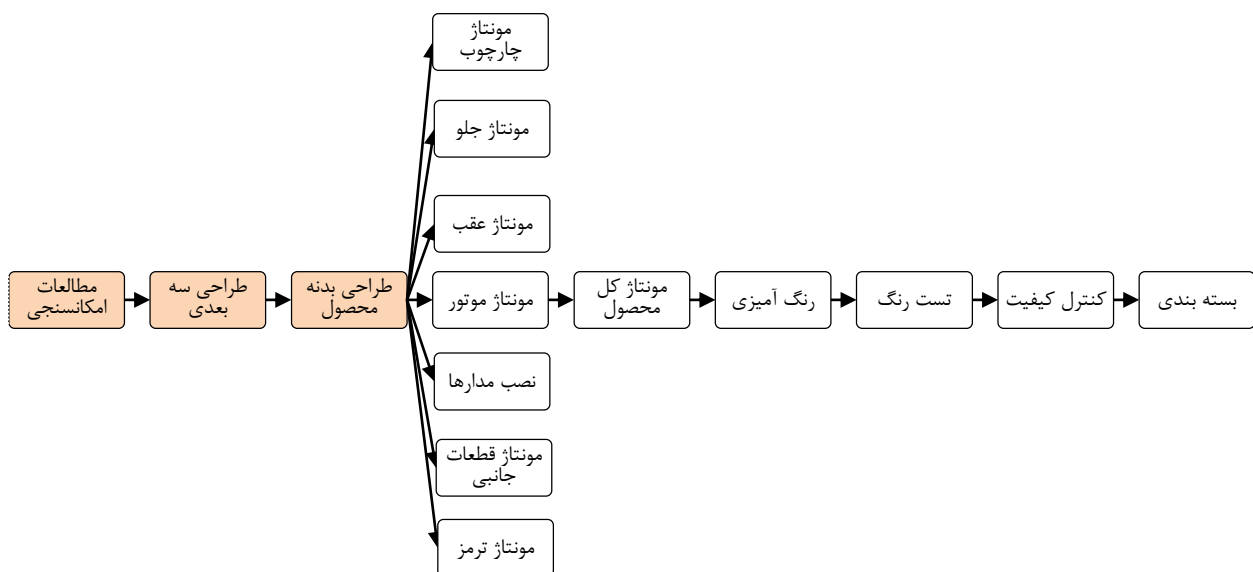 مونتاژ
چارچوب
مونتاژ جلو
مونتاژ عقب
مطالعات
امکانسنجی
طراحی سه
بعدی
طراحی بدنه
محصول
مونتاژ موتور
مونتاژ کل
محصول
رنگ آمیزی
تست رنگ
کنترل کیفیت
بسته بندی
نصب مدارها
مونتاژ قطعات
جانبی
مونتاژ ترمز